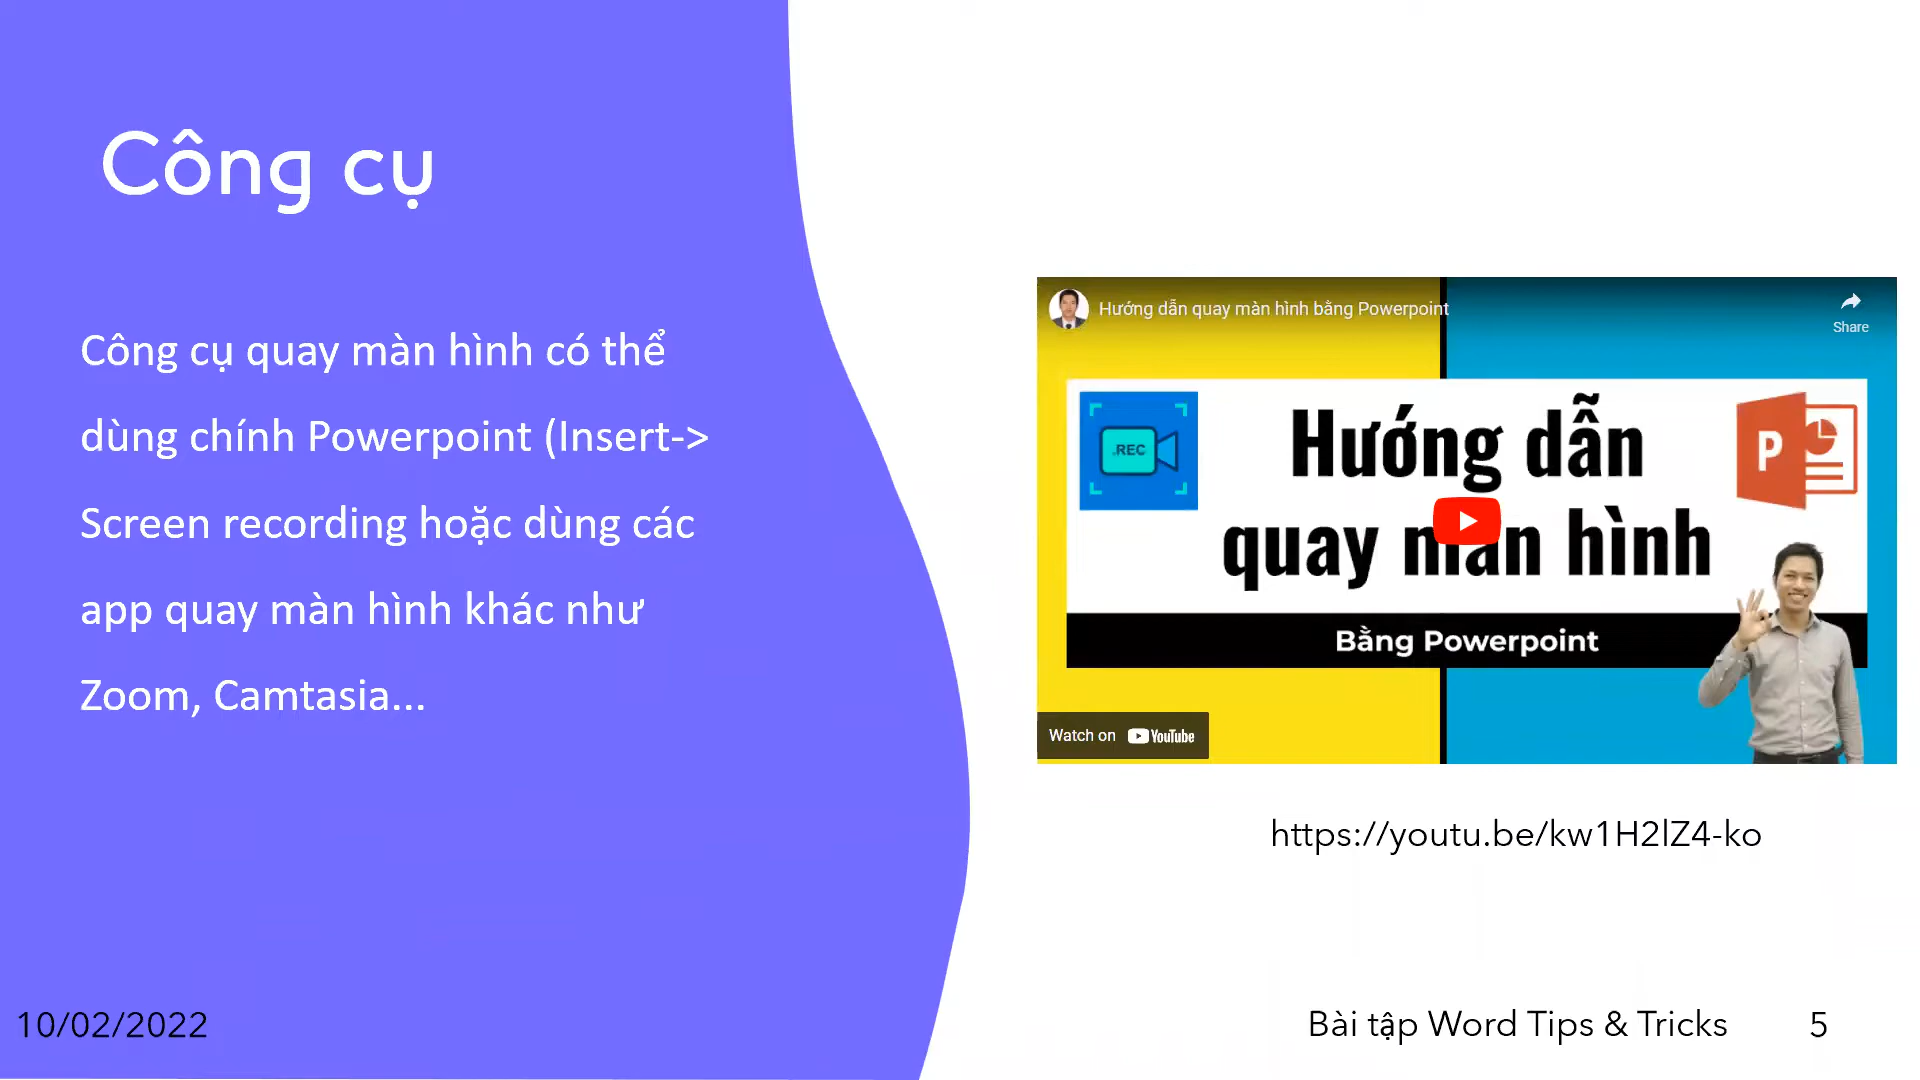 Công cụ
Công cụ quay màn hình có thể
dùng chính Powerpoint (Insert->
Screen recording hoặc dùng các
app quay màn hình khác như
Zoom, Camtasia...
Hướng dẫn quay màn hình bằng Powerpoint
Share
.REC
P
Hướng dẫn
quay màn hình
Bằng Powerpoint
Watch on YouTube
https://youtu.be/kw1H2lZ4-ko
10/02/2022
Bài tập Word Tips & Tricks
5